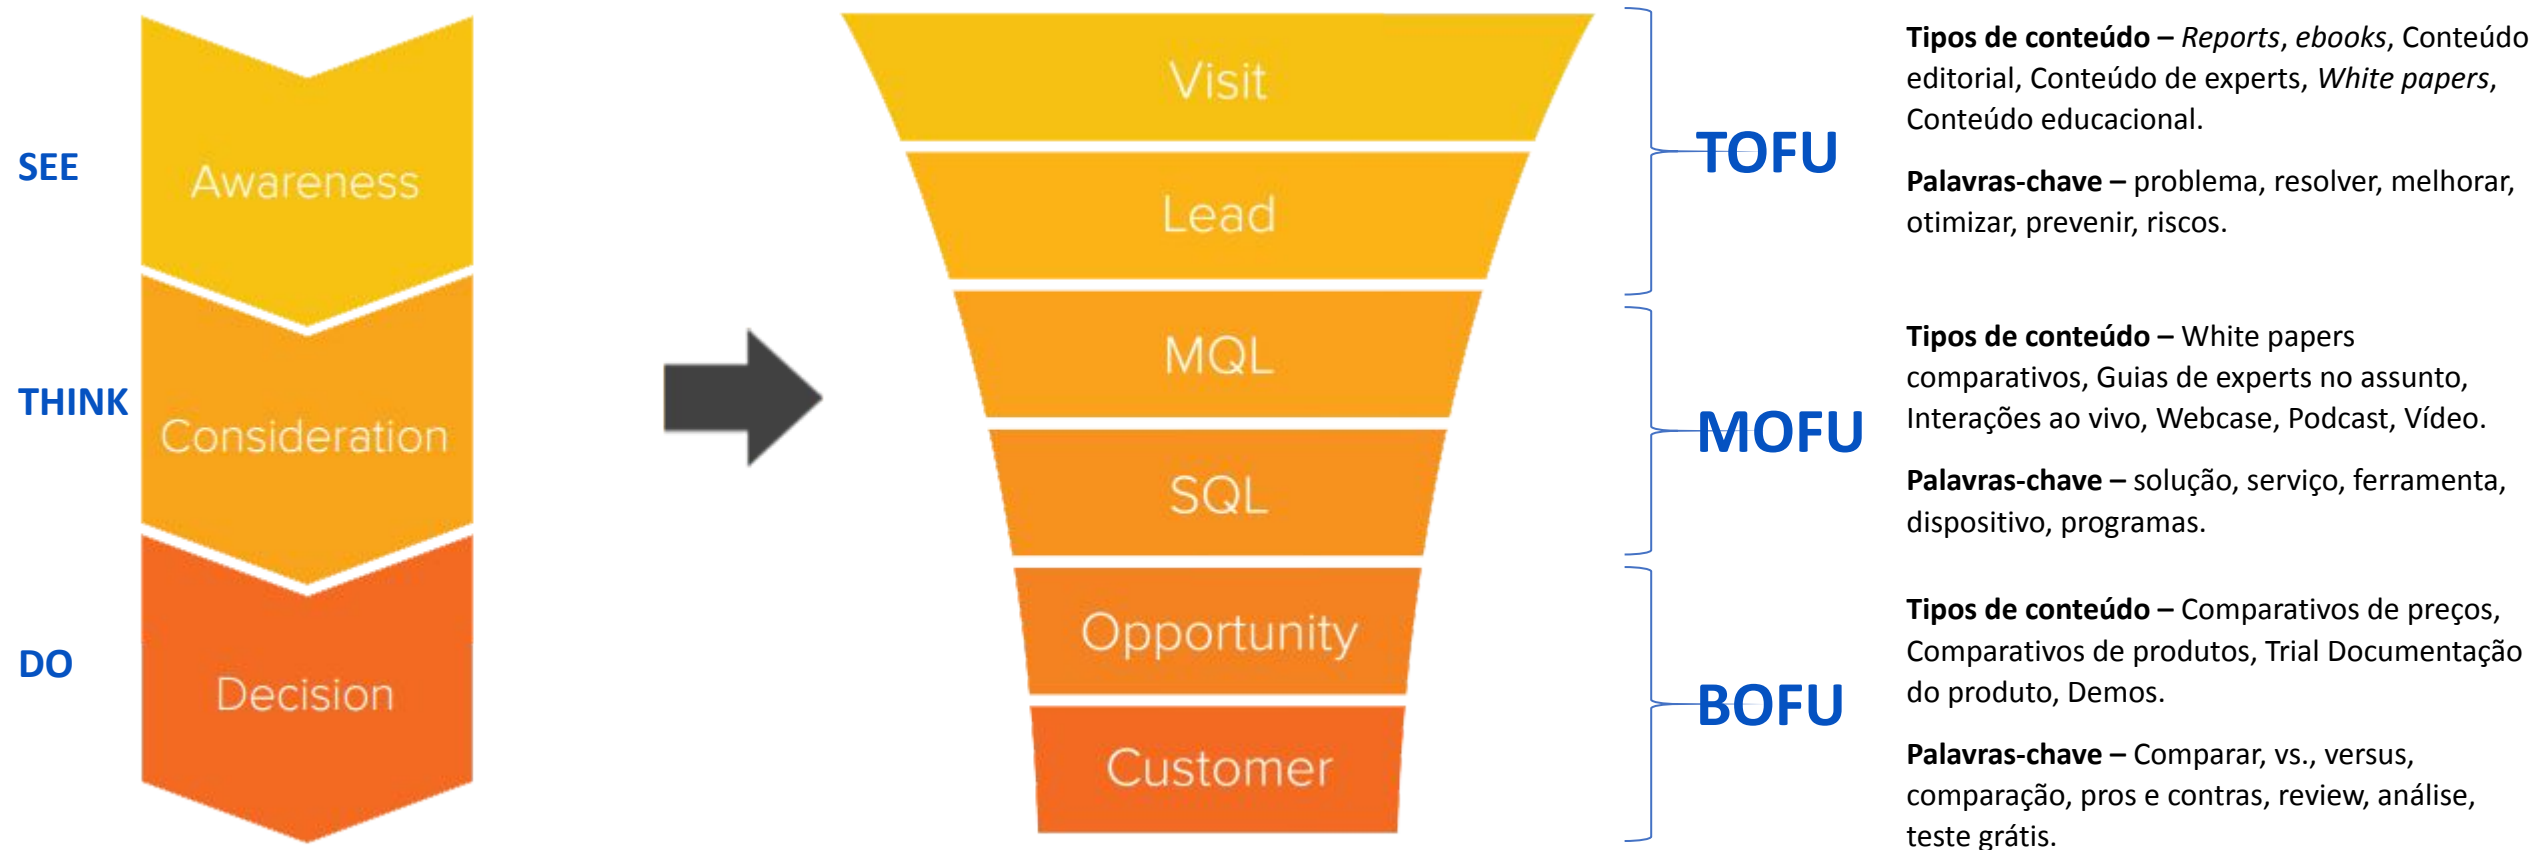 SEE
Awareness
THINK
Consideration
DO
Decision
Visit
Lead
MQL
SQL
Opportunity
Customer
TOFU
Tipos de conteúdo – Reports, ebooks, Conteúdo
editorial, Conteúdo de experts, White papers,
Conteúdo educacional.
Palavras-chave – problema, resolver, melhorar,
otimizar, prevenir, riscos.
MOFU
Tipos de conteúdo – White papers
comparativos, Guias de experts no assunto,
Interações ao vivo, Webcase, Podcast, Vídeo.
Palavras-chave – solução, serviço, ferramenta,
dispositivo, programas.
BOFU
Tipos de conteúdo – Comparativos de preços,
Comparativos de produtos, Trial Documentação
do produto, Demos.
Palavras-chave – Comparar, vs., versus,
comparação, pros e contras, review, análise,
teste grátis.